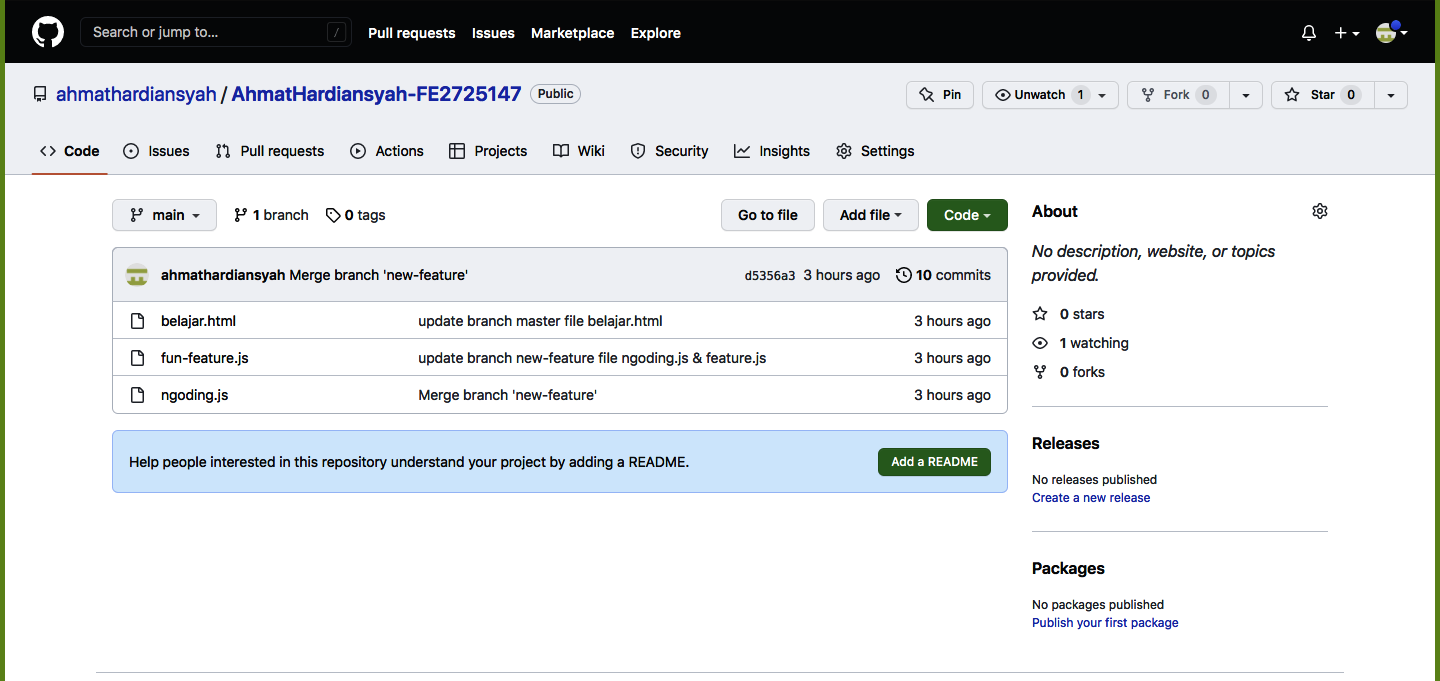 Search or jump to... / Pull requests Issues Marketplace Explore
ahmathardiansyah / AhmatHardiansyah-FE2725147 Public Pin Unwatch 1 Fork 0 Star 0
Code Issues Pull requests Actions Projects Wiki Security Insights Settings
main 1 branch 0 tags Go to file Add file Code
ahmathardiansyah Merge branch 'new-feature' d5356a3 3 hours ago 10 commits
belajar.html update branch master file belajar.html 3 hours ago
fun-feature.js update branch new-feature file ngoding.js & feature.js 3 hours ago
ngoding.js Merge branch 'new-feature' 3 hours ago
Help people interested in this repository understand your project by adding a README. Add a README
About
No description, website, or topics
provided.
0 stars
1 watching
0 forks
Releases
No releases published
Create a new release
Packages
No packages published
Publish your first package